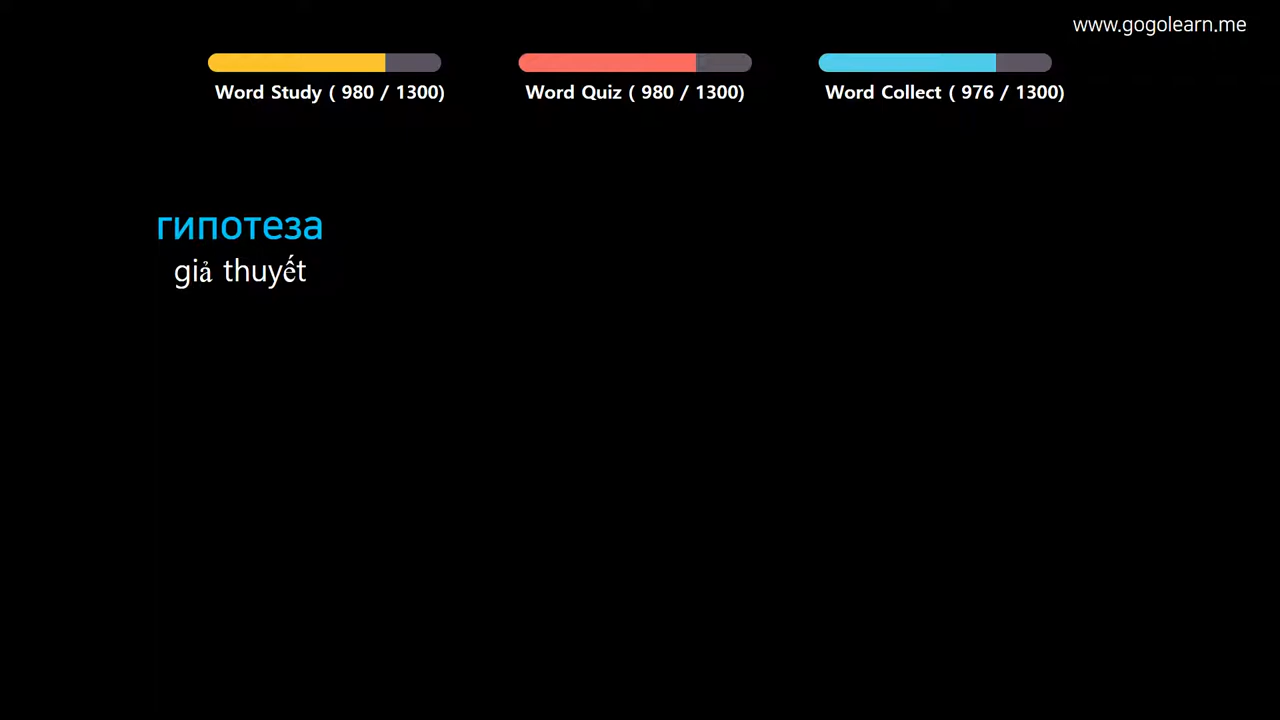 www.gogolearn.me
Word Study ( 980 / 1300)
Word Quiz ( 980 / 1300)
Word Collect ( 976 / 1300)
гипотеза
giả thuyết